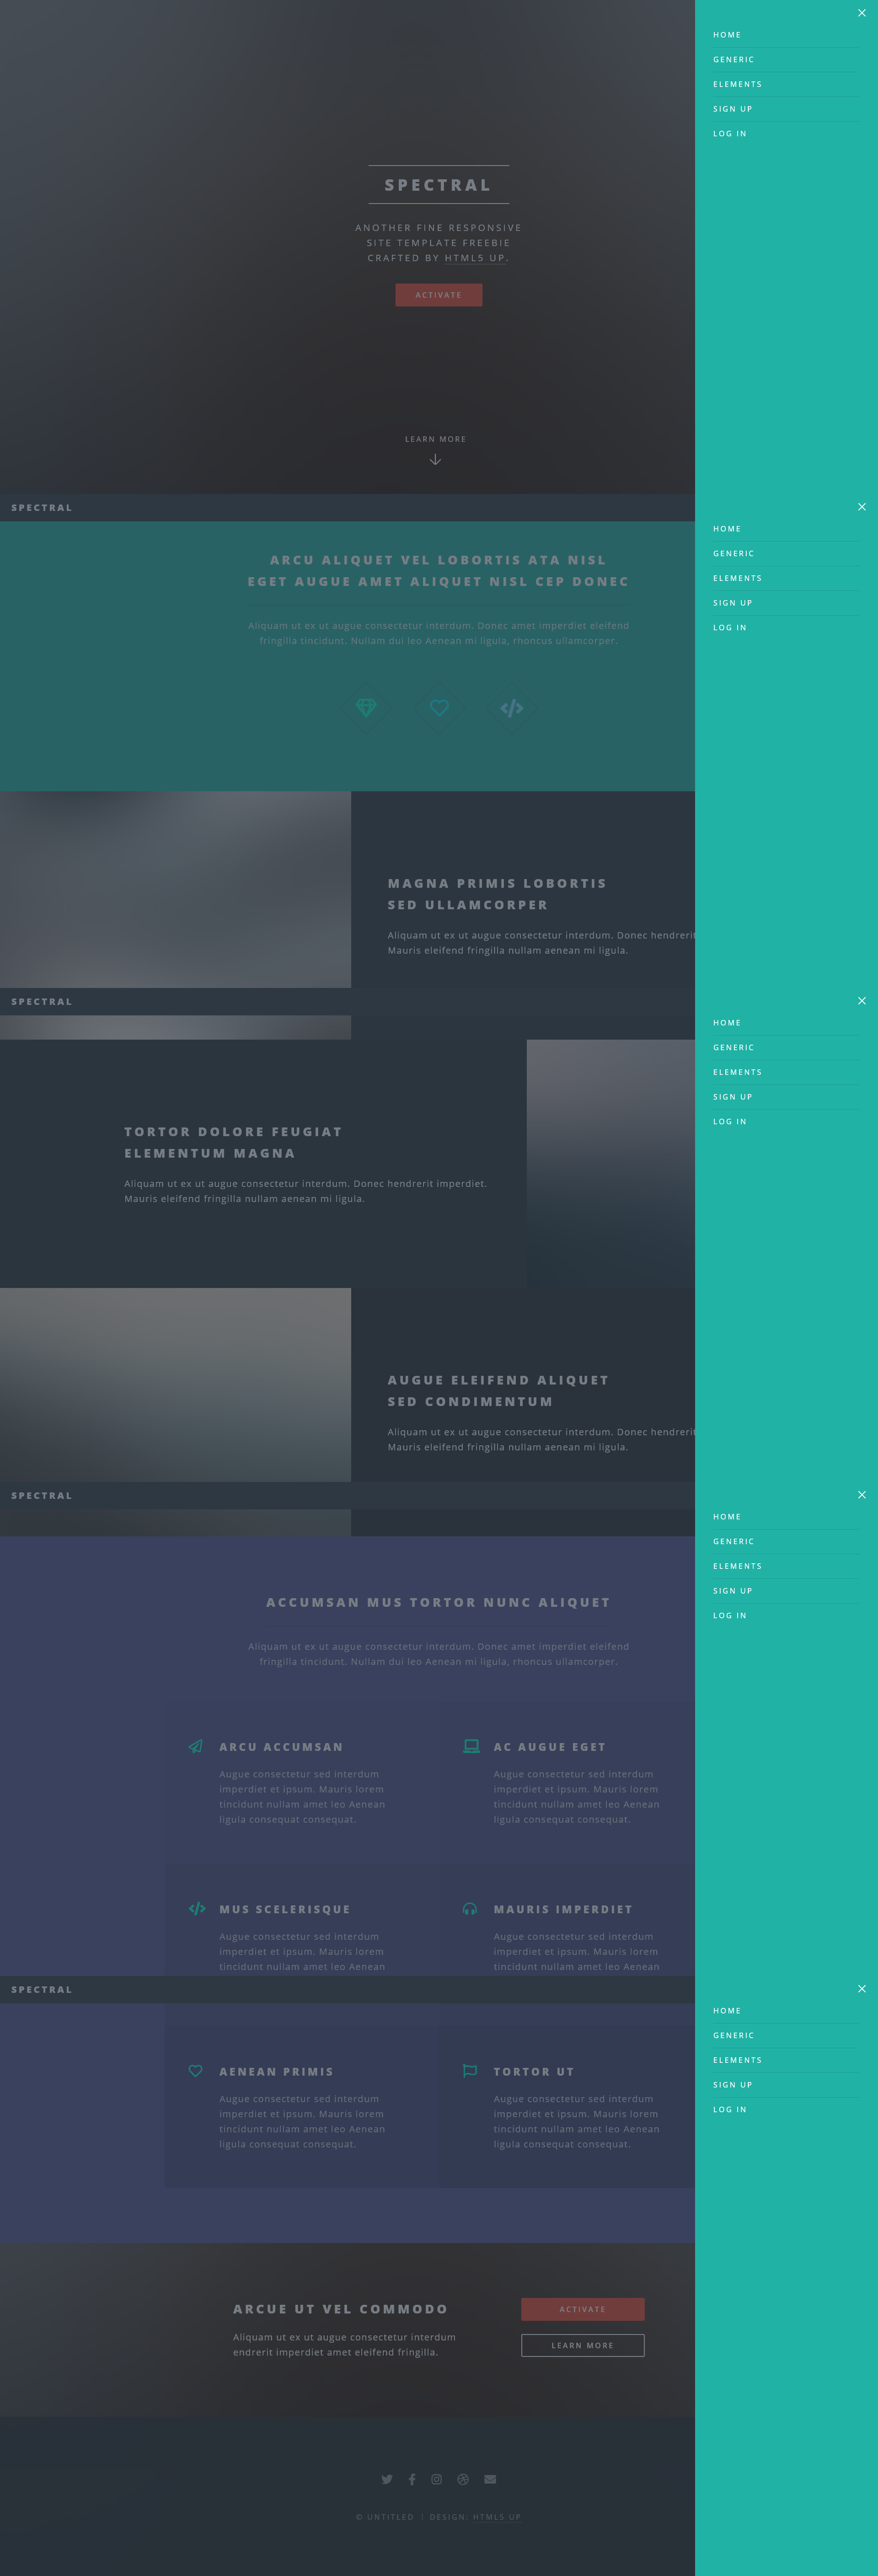 HOME
GENERIC
ELEMENTS
SIGN UP
LOG IN
SPECTRAL
ANOTHER FINE RESPONSIVE
SITE TEMPLATE FREEBIE
CRAFTED BY HTML5 UP.
ACTIVATE
LEARN MORE
SPECTRAL
HOME
GENERIC
ELEMENTS
SIGN UP
LOG IN
ARCU ALIQUET VEL LOBORTIS ATA NISL
EGET AUGUE AMET ALIQUET NISL CEP DONEC
Aliquam ut ex ut augue consectetur interdum. Donec amet imperdiet eleifend
fringilla tincidunt. Nullam dui leo Aenean mi ligula, rhoncus ullamcorper.
MAGNA PRIMIS LOBORTIS
SED ULLAMCORPER
Aliquam ut ex ut augue consectetur interdum. Donec hendrerit
Mauris eleifend fringilla nullam aenean mi ligula.
SPECTRAL
HOME
GENERIC
ELEMENTS
SIGN UP
LOG IN
TORTOR DOLORE FEUGIAT
ELEMENTUM MAGNA
Aliquam ut ex ut augue consectetur interdum. Donec hendrerit imperdiet.
Mauris eleifend fringilla nullam aenean mi ligula.
AUGUE ELEIFEND ALIQUET
SED CONDIMENTUM
Aliquam ut ex ut augue consectetur interdum. Donec hendrerit
Mauris eleifend fringilla nullam aenean mi ligula.
SPECTRAL
HOME
GENERIC
ELEMENTS
SIGN UP
LOG IN
ACCUMSAN MUS TORTOR NUNC ALIQUET
Aliquam ut ex ut augue consectetur interdum. Donec amet imperdiet eleifend
fringilla tincidunt. Nullam dui leo Aenean mi ligula, rhoncus ullamcorper.
ARCU ACCUMSAN
Augue consectetur sed interdum
imperdiet et ipsum. Mauris lorem
tincidunt nullam amet leo Aenean
ligula consequat consequat.
AC AUGUE EGET
Augue consectetur sed interdum
imperdiet et ipsum. Mauris lorem
tincidunt nullam amet leo Aenean
ligula consequat consequat.
MUS SCELERISQUE
Augue consectetur sed interdum
imperdiet et ipsum. Mauris lorem
tincidunt nullam amet leo Aenean
MAURIS IMPERDIET
Augue consectetur sed interdum
imperdiet et ipsum. Mauris lorem
tincidunt nullam amet leo Aenean
SPECTRAL
HOME
GENERIC
ELEMENTS
SIGN UP
LOG IN
AENEAN PRIMIS
Augue consectetur sed interdum
imperdiet et ipsum. Mauris lorem
tincidunt nullam amet leo Aenean
ligula consequat consequat.
TORTOR UT
Augue consectetur sed interdum
imperdiet et ipsum. Mauris lorem
tincidunt nullam amet leo Aenean
ligula consequat consequat.
ARCUE UT VEL COMMODO
Aliquam ut ex ut augue consectetur interdum
endrerit imperdiet amet eleifend fringilla.
ACTIVATE
LEARN MORE
© UNTITLED | DESIGN: HTML5 UP